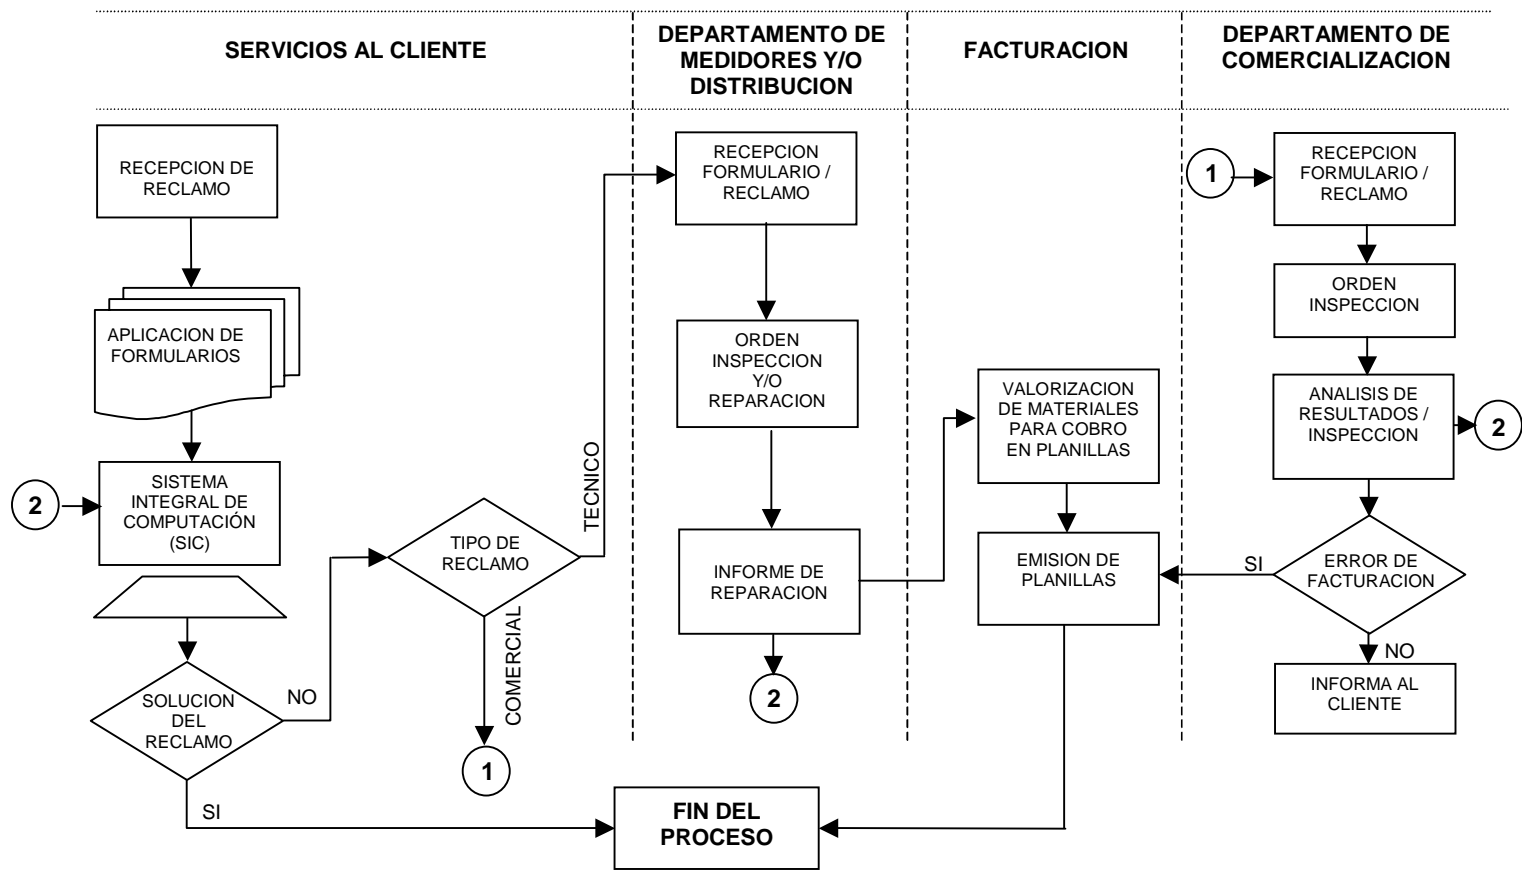 SERVICIOS AL CLIENTE
DEPARTAMENTO DE
MEDIDORES Y/O
DISTRIBUCION
FACTURACION
DEPARTAMENTO DE
COMERCIALIZACION
RECEPCION DE
RECLAMO
APLICACION DE
FORMULARIOS
2
SISTEMA
INTEGRAL DE
COMPUTACIÓN
(SIC)
SOLUCION
DEL
RECLAMO
NO
SI
TIPO DE
RECLAMO
TECNICO
COMERCIAL
1
RECEPCION
FORMULARIO /
RECLAMO
ORDEN
INSPECCION
Y/O
REPARACION
INFORME DE
REPARACION
2
VALORIZACION
DE MATERIALES
PARA COBRO
EN PLANILLAS
EMISION DE
PLANILLAS
1
RECEPCION
FORMULARIO /
RECLAMO
ORDEN
INSPECCION
ANALISIS DE
RESULTADOS /
INSPECCION
2
ERROR DE
FACTURACION
SI
NO
INFORMA AL
CLIENTE
FIN DEL
PROCESO